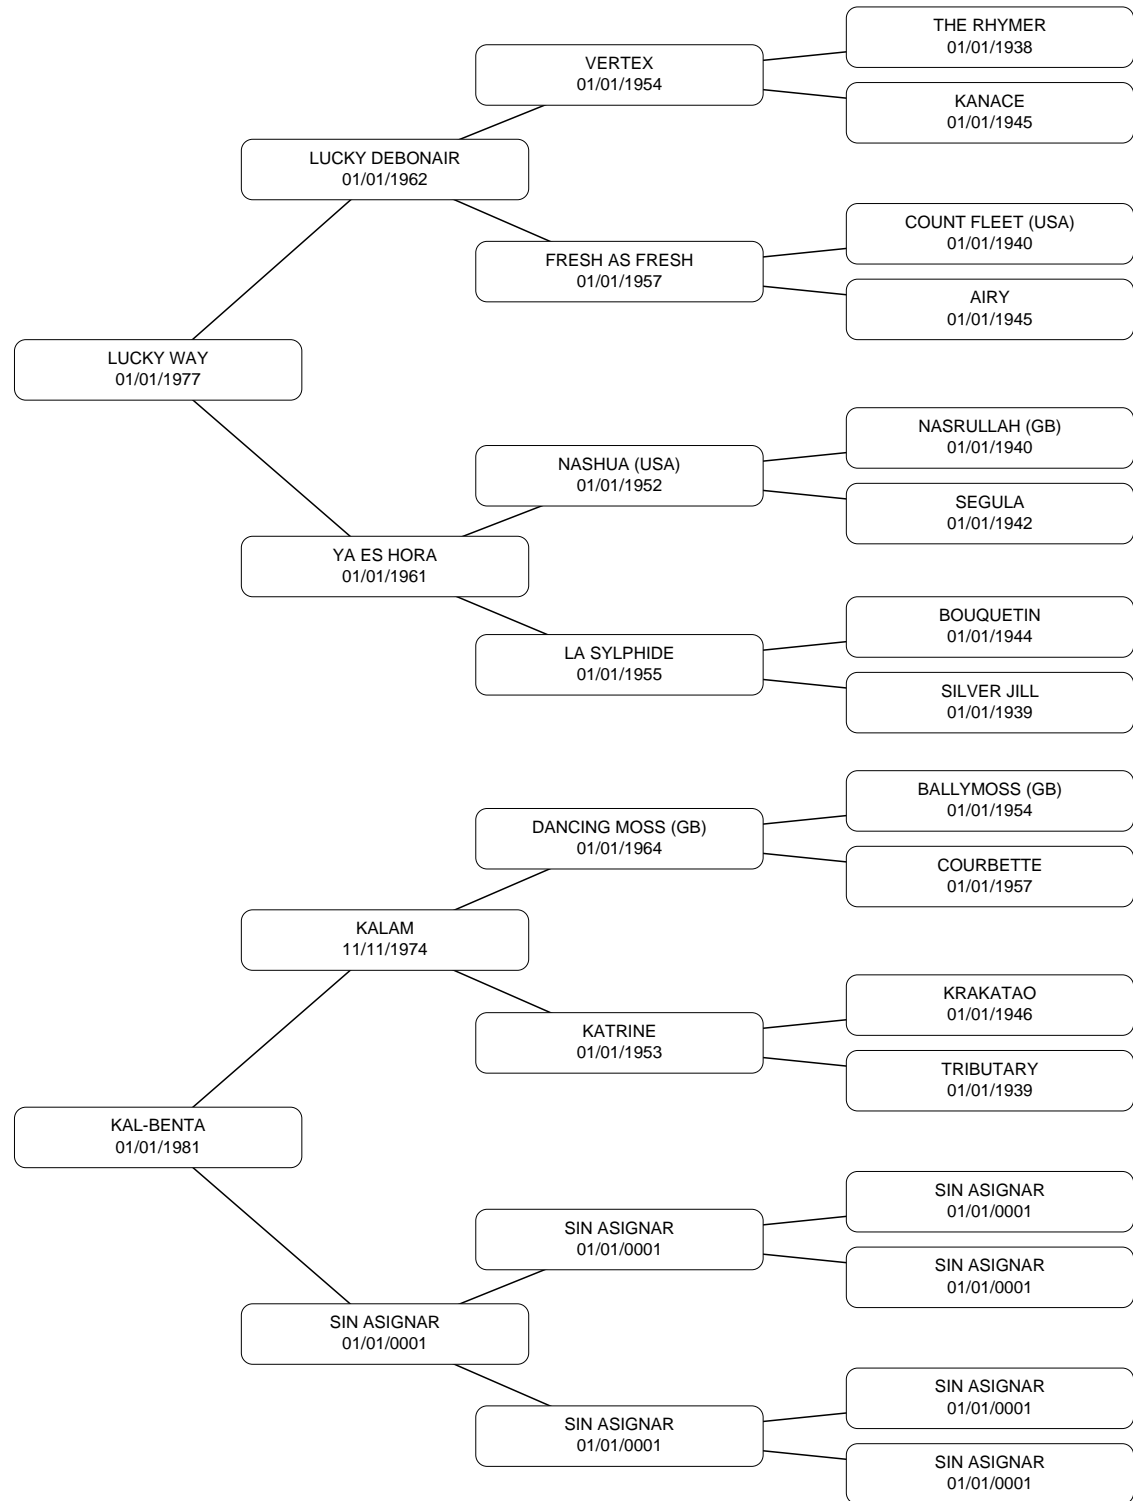 THE RHYMER
01/01/1938
VERTEX
01/01/1954
KANACE
01/01/1945
LUCKY DEBONAIR
01/01/1962
COUNT FLEET (USA)
01/01/1940
FRESH AS FRESH
01/01/1957
AIRY
01/01/1945
LUCKY WAY
01/01/1977
NASRULLAH (GB)
01/01/1940
NASHUA (USA)
01/01/1952
SEGULA
01/01/1942
YA ES HORA
01/01/1961
BOUQUETIN
01/01/1944
LA SYLPHIDE
01/01/1955
SILVER JILL
01/01/1939
BALLYMOSS (GB)
01/01/1954
DANCING MOSS (GB)
01/01/1964
COURBETTE
01/01/1957
KALAM
11/11/1974
KRAKATAO
01/01/1946
KATRINE
01/01/1953
TRIBUTARY
01/01/1939
KAL-BENTA
01/01/1981
SIN ASIGNAR
01/01/0001
SIN ASIGNAR
01/01/0001
SIN ASIGNAR
01/01/0001
SIN ASIGNAR
01/01/0001
SIN ASIGNAR
01/01/0001
SIN ASIGNAR
01/01/0001
SIN ASIGNAR
01/01/0001